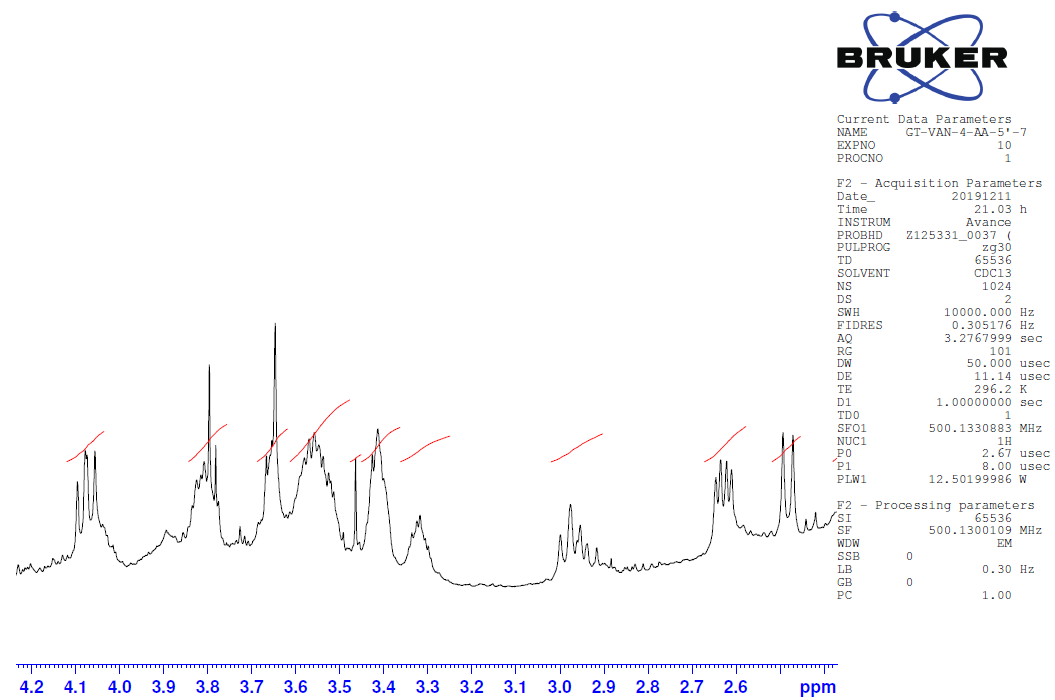 BRUKER
Current Data Parameters
NAME GT-VAN-4-AA-5'-7
EXPNO 10
PROCNO 1
F2 - Acquisition Parameters
Date_ 20191211
Time 21.03 h
INSTRUM Avance
PROBHD Z125331_0037 (
PULPROG zg30
TD 65536
SOLVENT CDCl3
NS 1024
DS 2
SWH 10000.000 Hz
FIDRES 0.305176 Hz
AQ 3.2767999 sec
RG 101
DW 50.000 usec
DE 11.14 usec
TE 296.2 K
D1 1.00000000 sec
TD0 1
SFO1 500.1330883 MHz
NUC1 1H
P0 2.67 usec
P1 8.00 usec
PLW1 12.50199986 W
F2 - Processing parameters
SI 65536
SF 500.1300109 MHz
WDW EM
SSB 0
LB 0.30 Hz
GB 0
PC 1.00
4.2 4.1 4.0 3.9 3.8 3.7 3.6 3.5 3.4 3.3 3.2 3.1 3.0 2.9 2.8 2.7 2.6 ppm